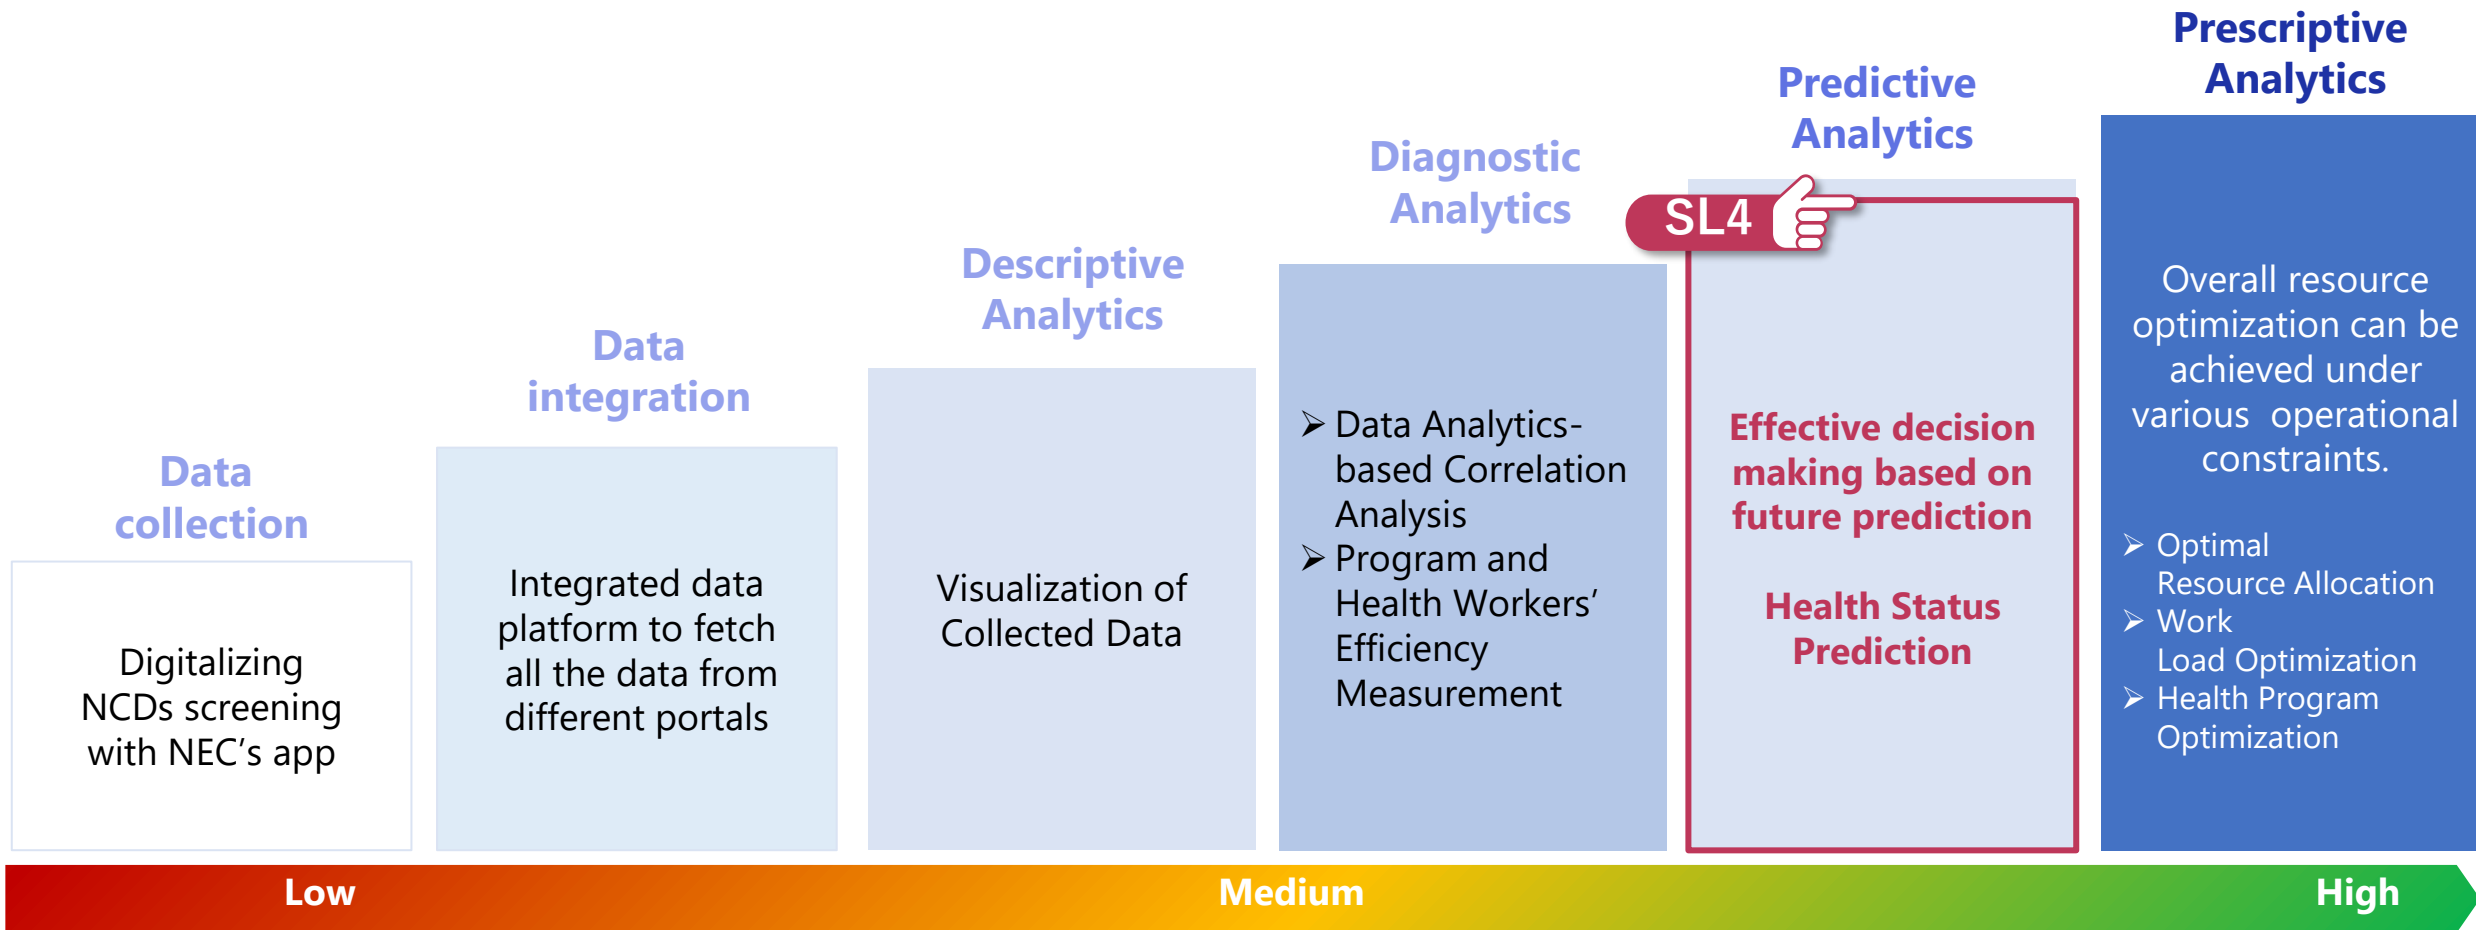 Data
collection
Digitalizing
NCDs screening
with NEC’s app
Data
integration
Integrated data
platform to fetch
all the data from
different portals
Descriptive
Analytics
Visualization of
Collected Data
Diagnostic
Analytics
➢ Data Analytics-
based Correlation
Analysis
➢ Program and
Health Workers’
Efficiency
Measurement
Predictive
Analytics
SL4
Effective decision
making based on
future prediction
Health Status
Prediction
Prescriptive
Analytics
Overall resource
optimization can be
achieved under
various operational
constraints.
➢ Optimal
Resource Allocation
➢ Work
Load Optimization
➢ Health Program
Optimization
Low
Medium
High